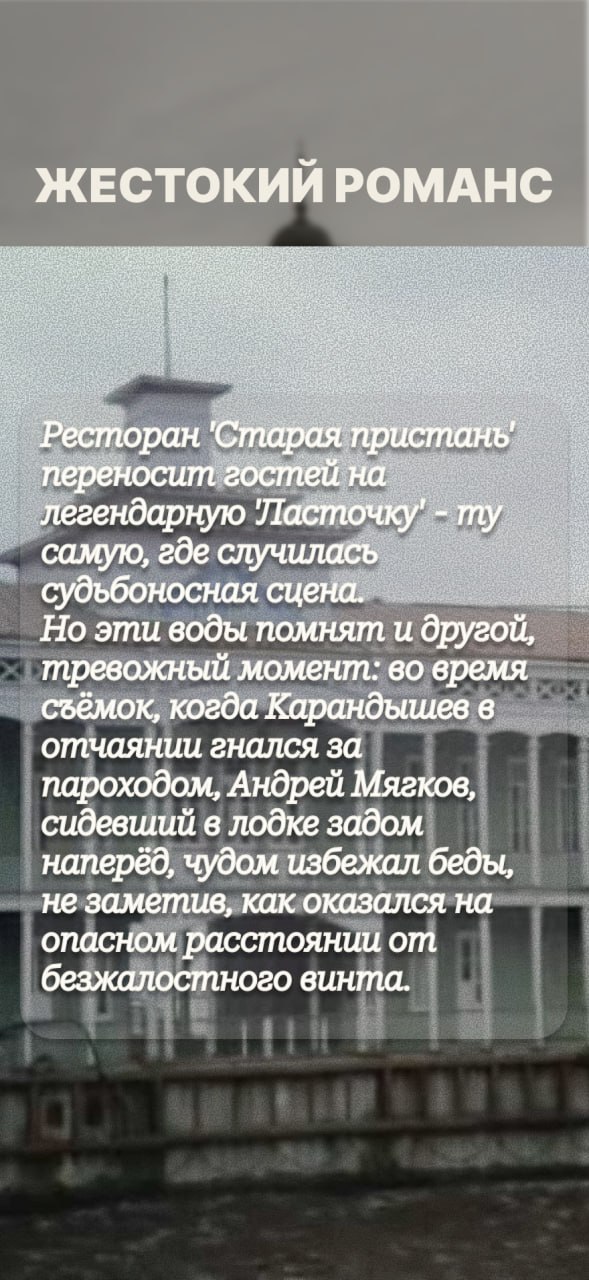 ЖЕСТОКИЙ РОМАНС
Ресторан 'Старая пристань'
переносит гостей на
легендарную 'Ласточку' - ту
самую, где случилась
судьбоносная сцена.
Но эти воды помнят и другой,
тревожный момент: во время
съёмок, когда Карандышев в
отчаянии гнался за
пароходом, Андрей Мягков,
сидевший в лодке задом
наперёд, чудом избежал беды,
не заметив, как оказался на
опасном расстоянии от
безжалостного винта.